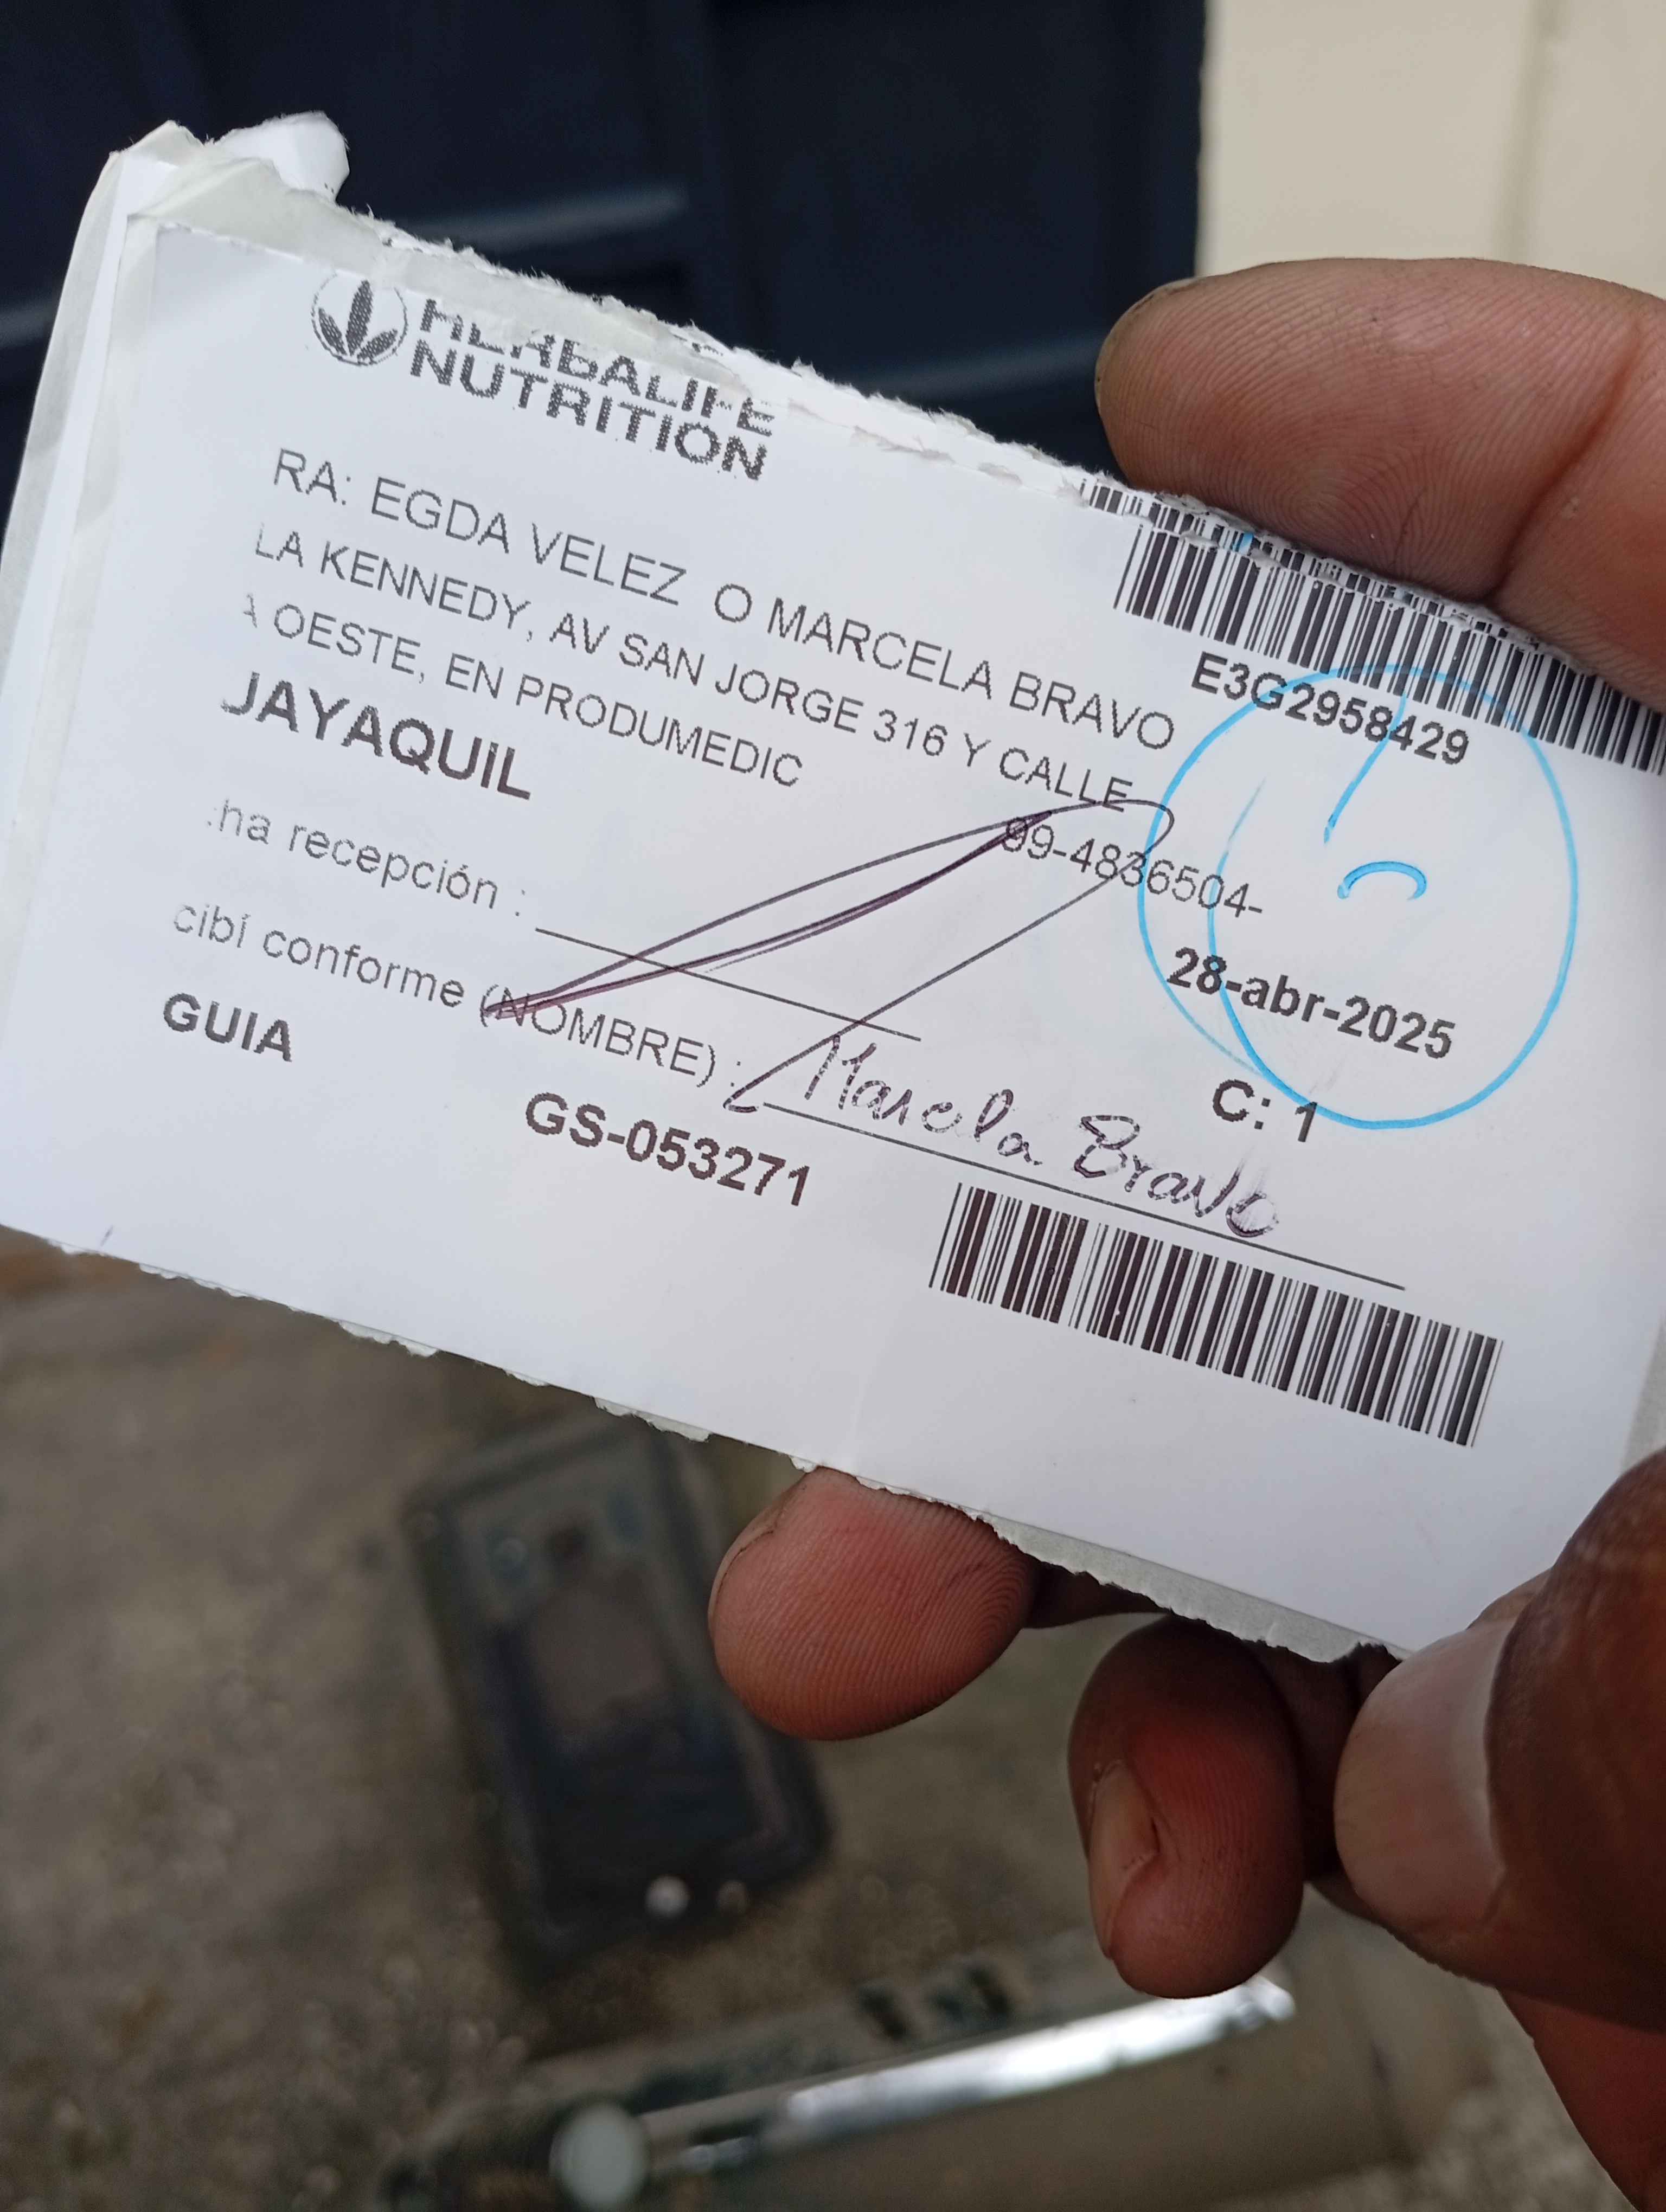 HERBALIFE
NUTRITION
RA: EGDA VELEZ O MARCELA BRAVO
LA KENNEDY, AV SAN JORGE 316 Y CALLE
A OESTE, EN PRODUMEDIC
JAYAQUIL
99-4836504-
E3G2958429
28-abr-2025
C: 1
ha recepción :
cibí conforme (NOMBRE) : Marcela Bravo
GUIA
GS-053271